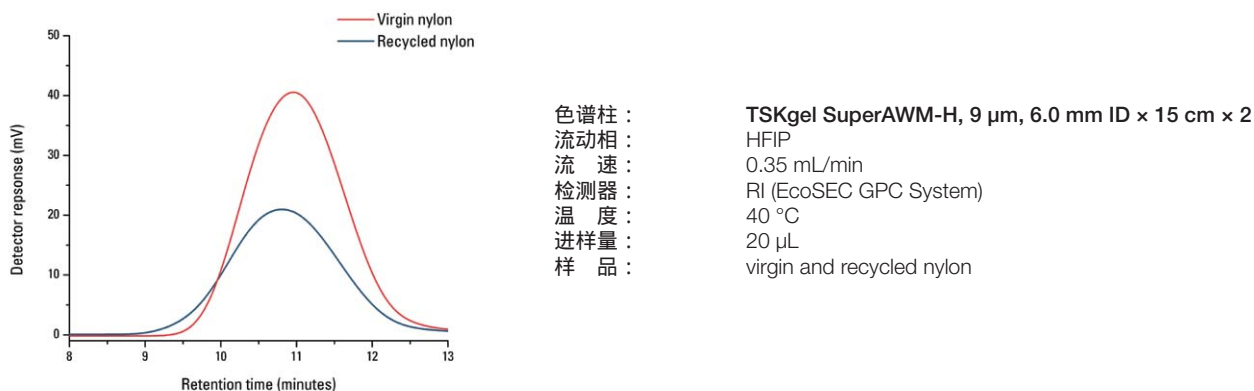 Virgin nylon
Recycled nylon
50
40
30
20
10
0
Detector repsonse (mV)
8 9 10 11 12 13
Retention time (minutes)
色谱柱： TSKgel SuperAWM-H, 9 µm, 6.0 mm ID × 15 cm × 2
流动相： HFIP
流 速： 0.35 mL/min
检测器： RI (EcoSEC GPC System)
温 度： 40 °C
进样量： 20 µL
样 品： virgin and recycled nylon